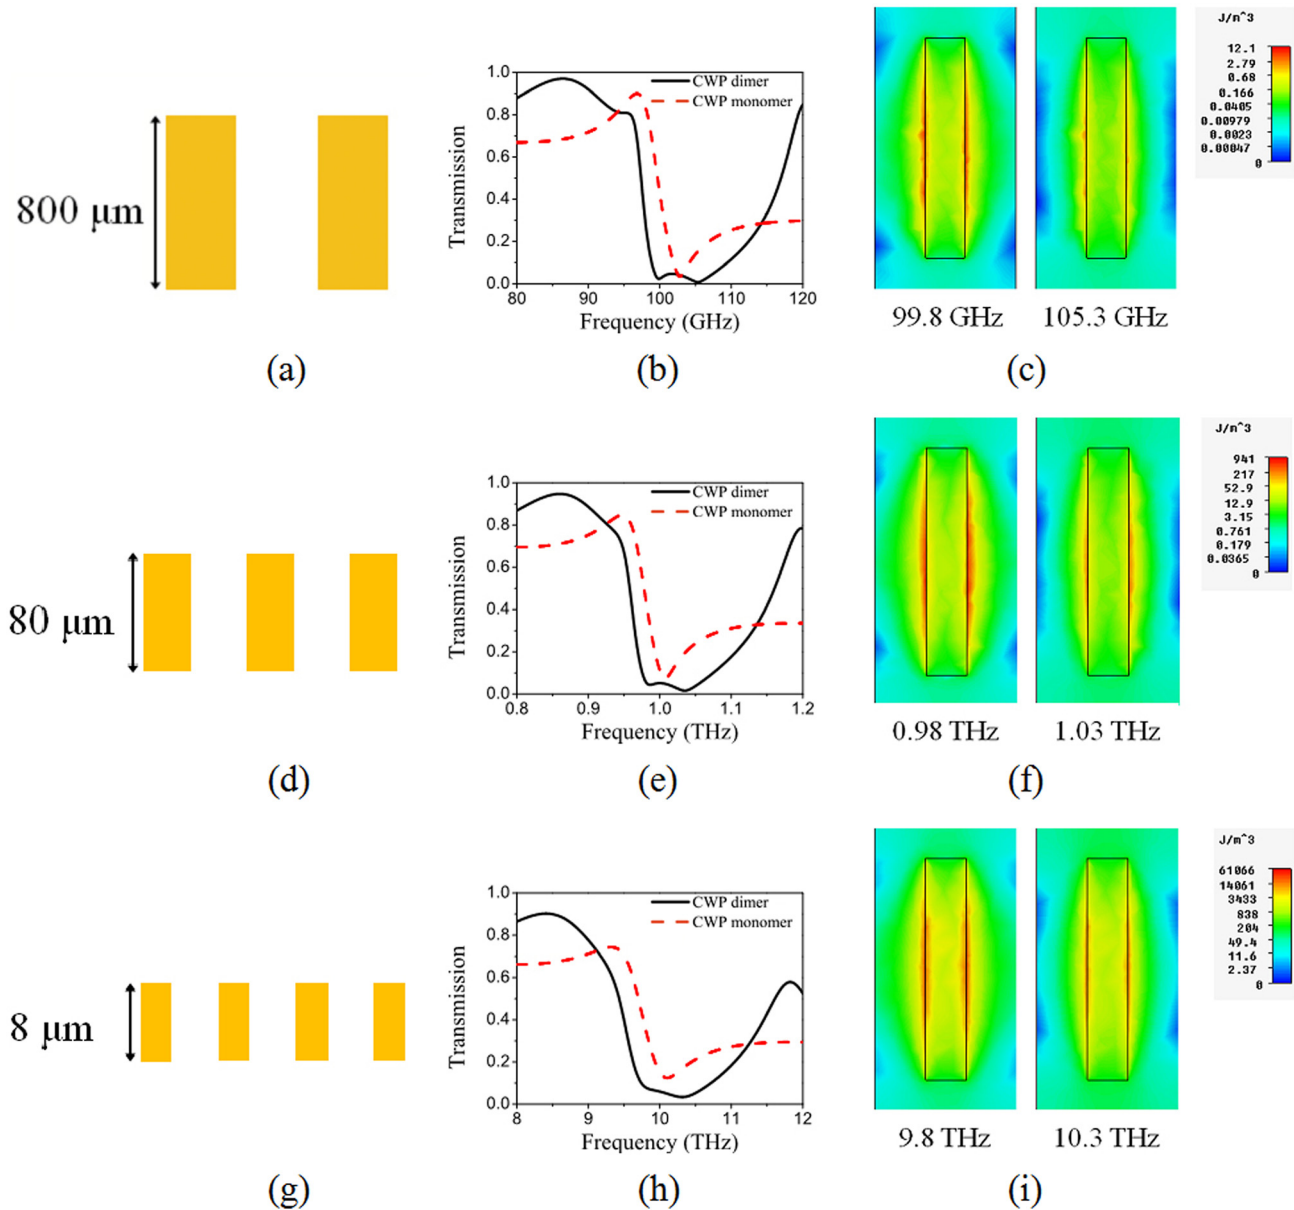 800 μm
(a)
Transmission
1.0
0.8
0.6
0.4
0.2
0.0
80 90 100 110 120
Frequency (GHz)
CWP dimer
CWP monomer
(b)
99.8 GHz
105.3 GHz
J/m^3
12.1
2.79
0.68
0.166
0.0405
0.00979
0.0023
0.00047
0
(c)
80 μm
(d)
Transmission
1.0
0.8
0.6
0.4
0.2
0.0
0.8 0.9 1.0 1.1 1.2
Frequency (THz)
CWP dimer
CWP monomer
(e)
0.98 THz
1.03 THz
J/m^3
941
217
52.9
12.9
3.15
0.761
0.179
0.0365
0
(f)
8 μm
(g)
Transmission
1.0
0.8
0.6
0.4
0.2
0.0
8 9 10 11 12
Frequency (THz)
CWP dimer
CWP monomer
(h)
9.8 THz
10.3 THz
J/m^3
61066
14061
3433
838
204
49.4
11.6
2.37
0
(i)